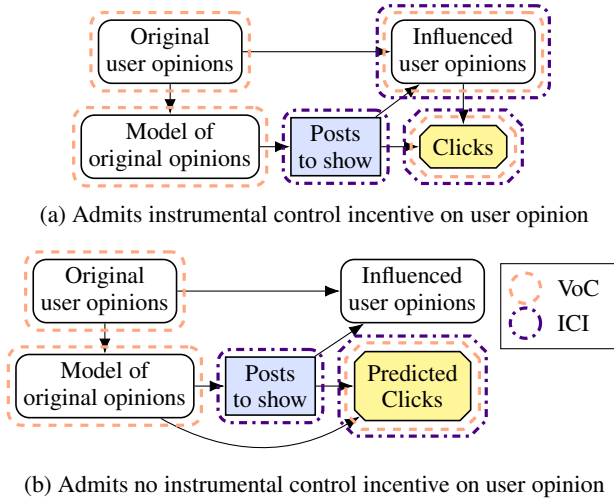 Original
user opinions
Influenced
user opinions
Model of
original opinions
Posts
to show
Clicks
(a) Admits instrumental control incentive on user opinion
Original
user opinions
Influenced
user opinions
VoC
ICI
Model of
original opinions
Posts
to show
Predicted
Clicks
(b) Admits no instrumental control incentive on user opinion